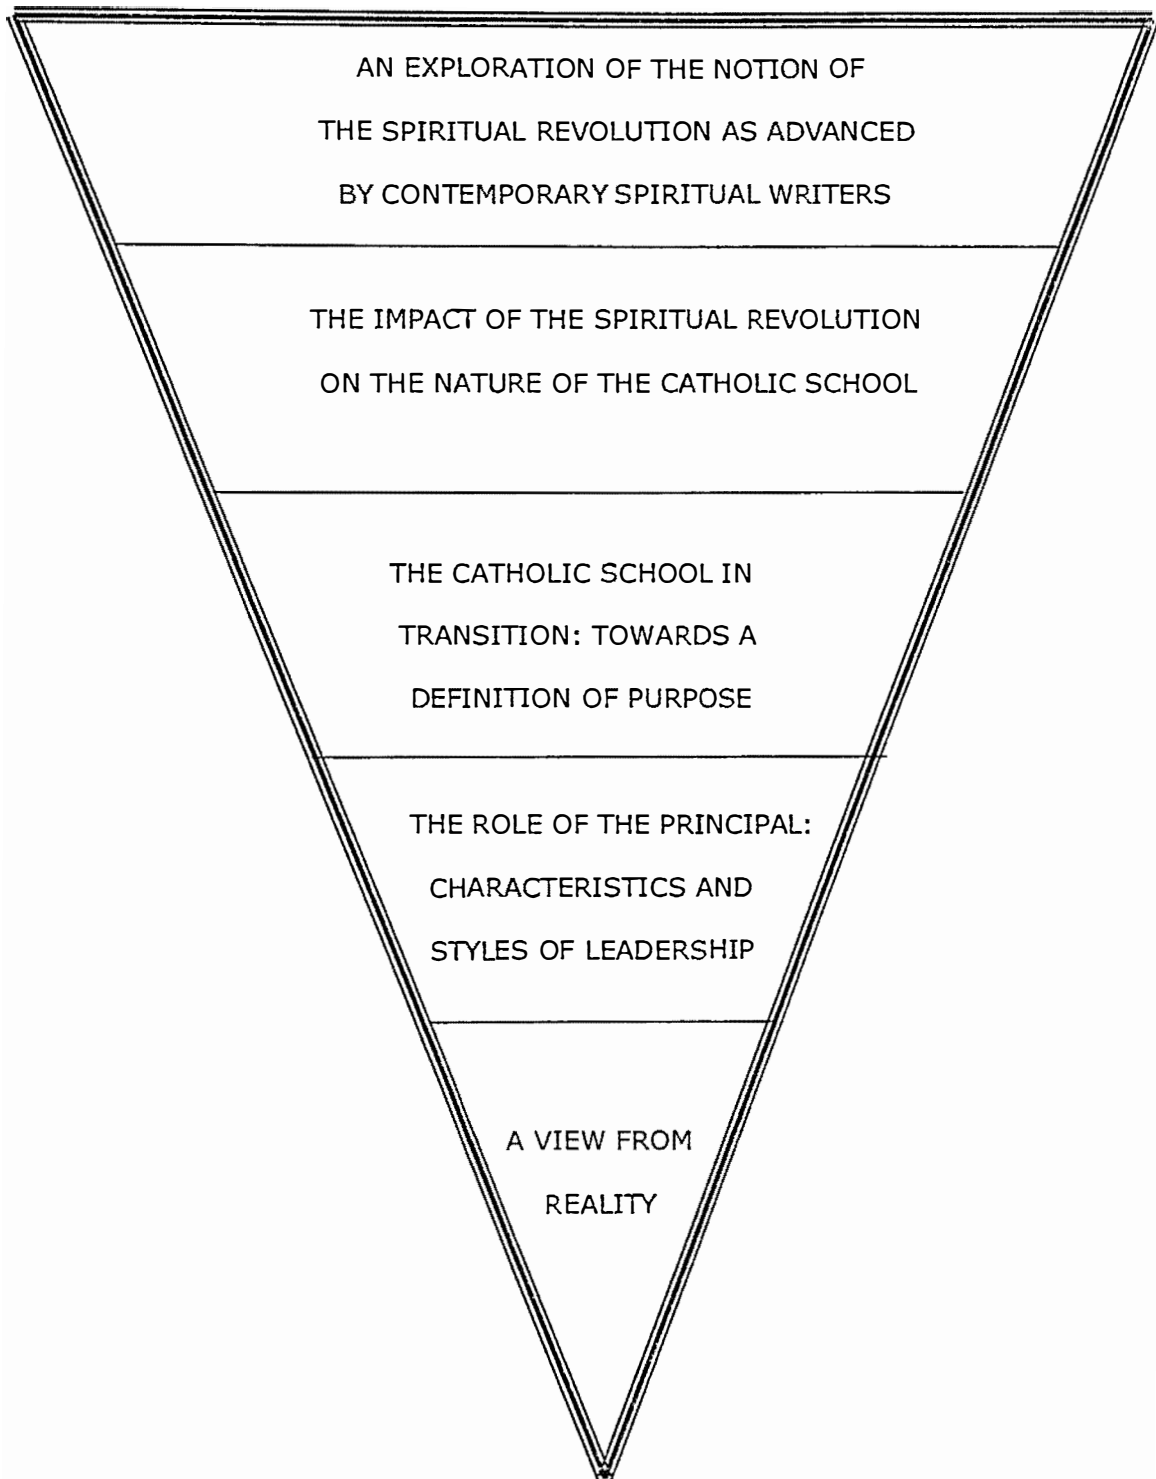 AN EXPLORATION OF THE NOTION OF
THE SPIRITUAL REVOLUTION AS ADVANCED
BY CONTEMPORARY SPIRITUAL WRITERS
THE IMPACT OF THE SPIRITUAL REVOLUTION
ON THE NATURE OF THE CATHOLIC SCHOOL
THE CATHOLIC SCHOOL IN
TRANSITION: TOWARDS A
DEFINITION OF PURPOSE
THE ROLE OF THE PRINCIPAL:
CHARACTERISTICS AND
STYLES OF LEADERSHIP
A VIEW FROM
REALITY